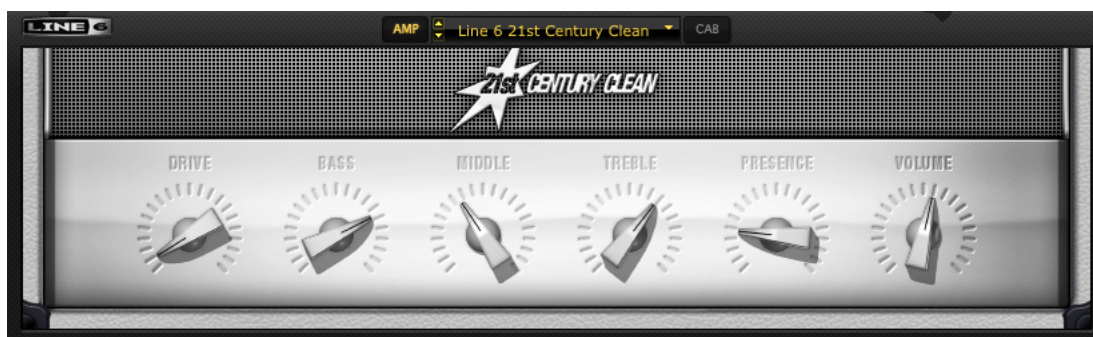 LINE 6
AMP Line 6 21st Century Clean CAB
21st CENTURY CLEAN
DRIVE BASS MIDDLE TREBLE PRESENCE VOLUME